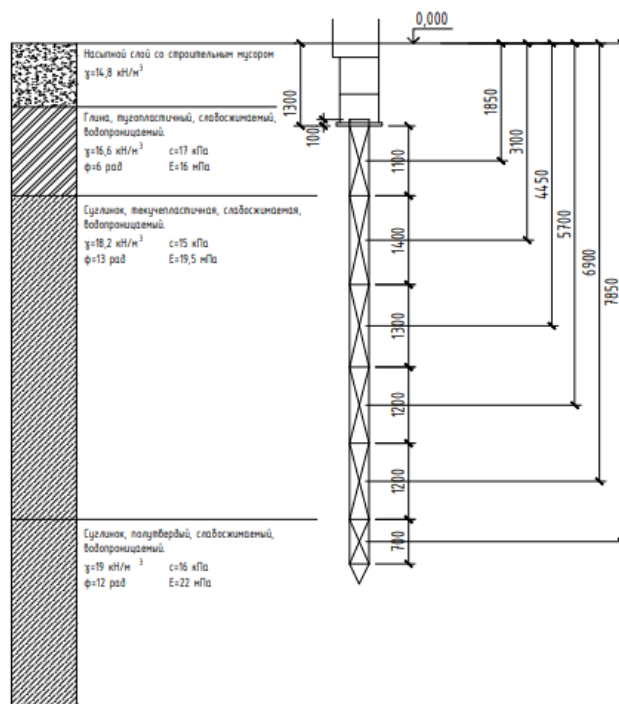 0,000
Насыпной слой со строительным мусором
γ=14,8 кН/м³
Глина, тугопластичный, слабосжимаемый,
водопроницаемый.
γ=16,6 кН/м³ с=17 кПа
φ=6 рад Е=16 мПа
Суглинок, текучепластичная, слабосжимаемая,
водопроницаемый.
γ=18,2 кН/м³ с=15 кПа
φ=13 рад Е=19,5 мПа
Суглинок, полутвердый, слабосжимаемый,
водопроницаемый.
γ=19 кН/м ³ с=16 кПа
φ=12 рад Е=22 мПа
1300
100
1100
1400
1300
1200
1200
700
1850
3100
4450
5700
6900
7850